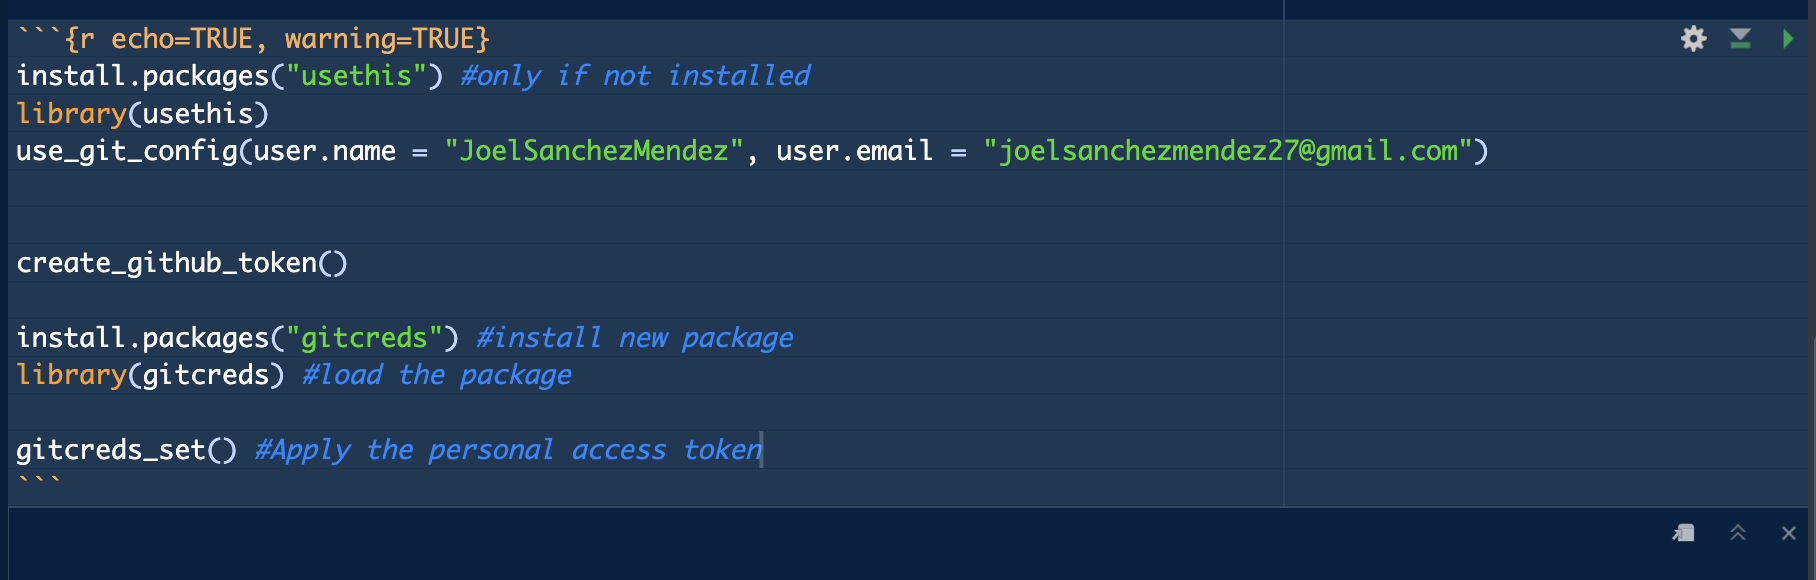 ```{r echo=TRUE, warning=TRUE}
install.packages("usethis") #only if not installed
library(usethis)
use_git_config(user.name = "JoelSanchezMendez", user.email = "joelsanchezmendez27@gmail.com")
create_github_token()
install.packages("gitcreds") #install new package
library(gitcreds) #load the package
gitcreds_set() #Apply the personal access token
```